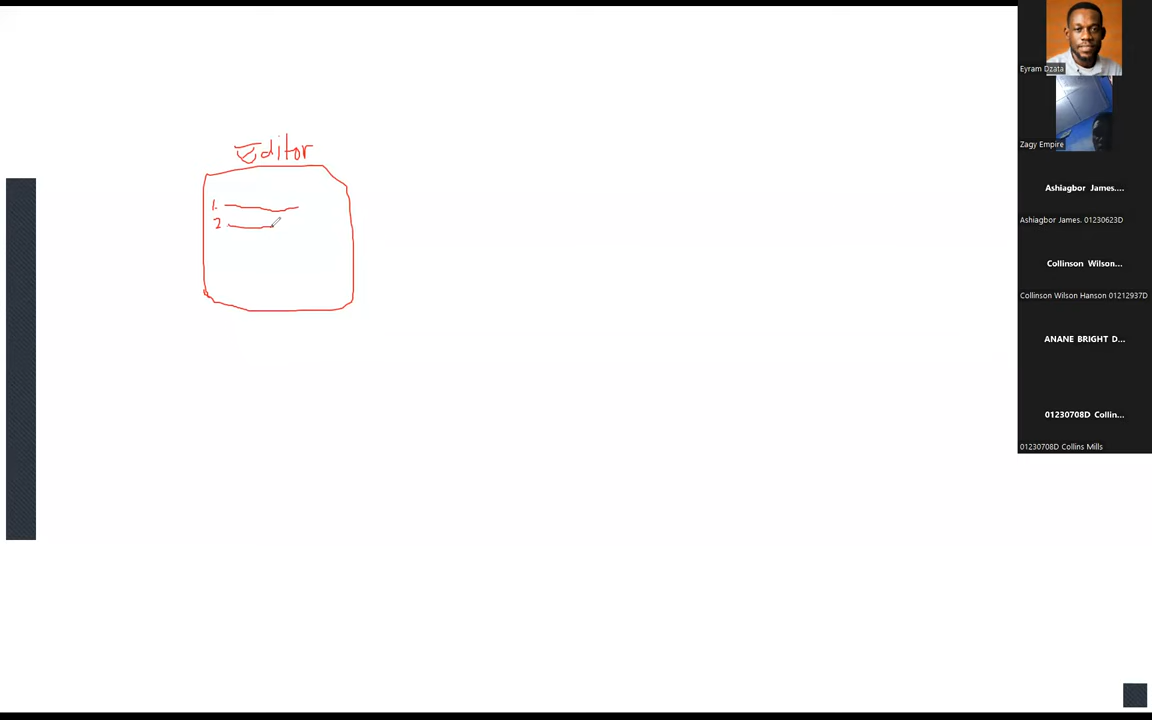 Editor
1.
2
Eyram Dzata
Zagy Empire
Ashiagbor James....
Ashiagbor James. 01230623D
Collinson Wilson...
Collinson Wilson Hanson 01212937D
ANANE BRIGHT D...
01230708D Collin...
01230708D Collins Mills